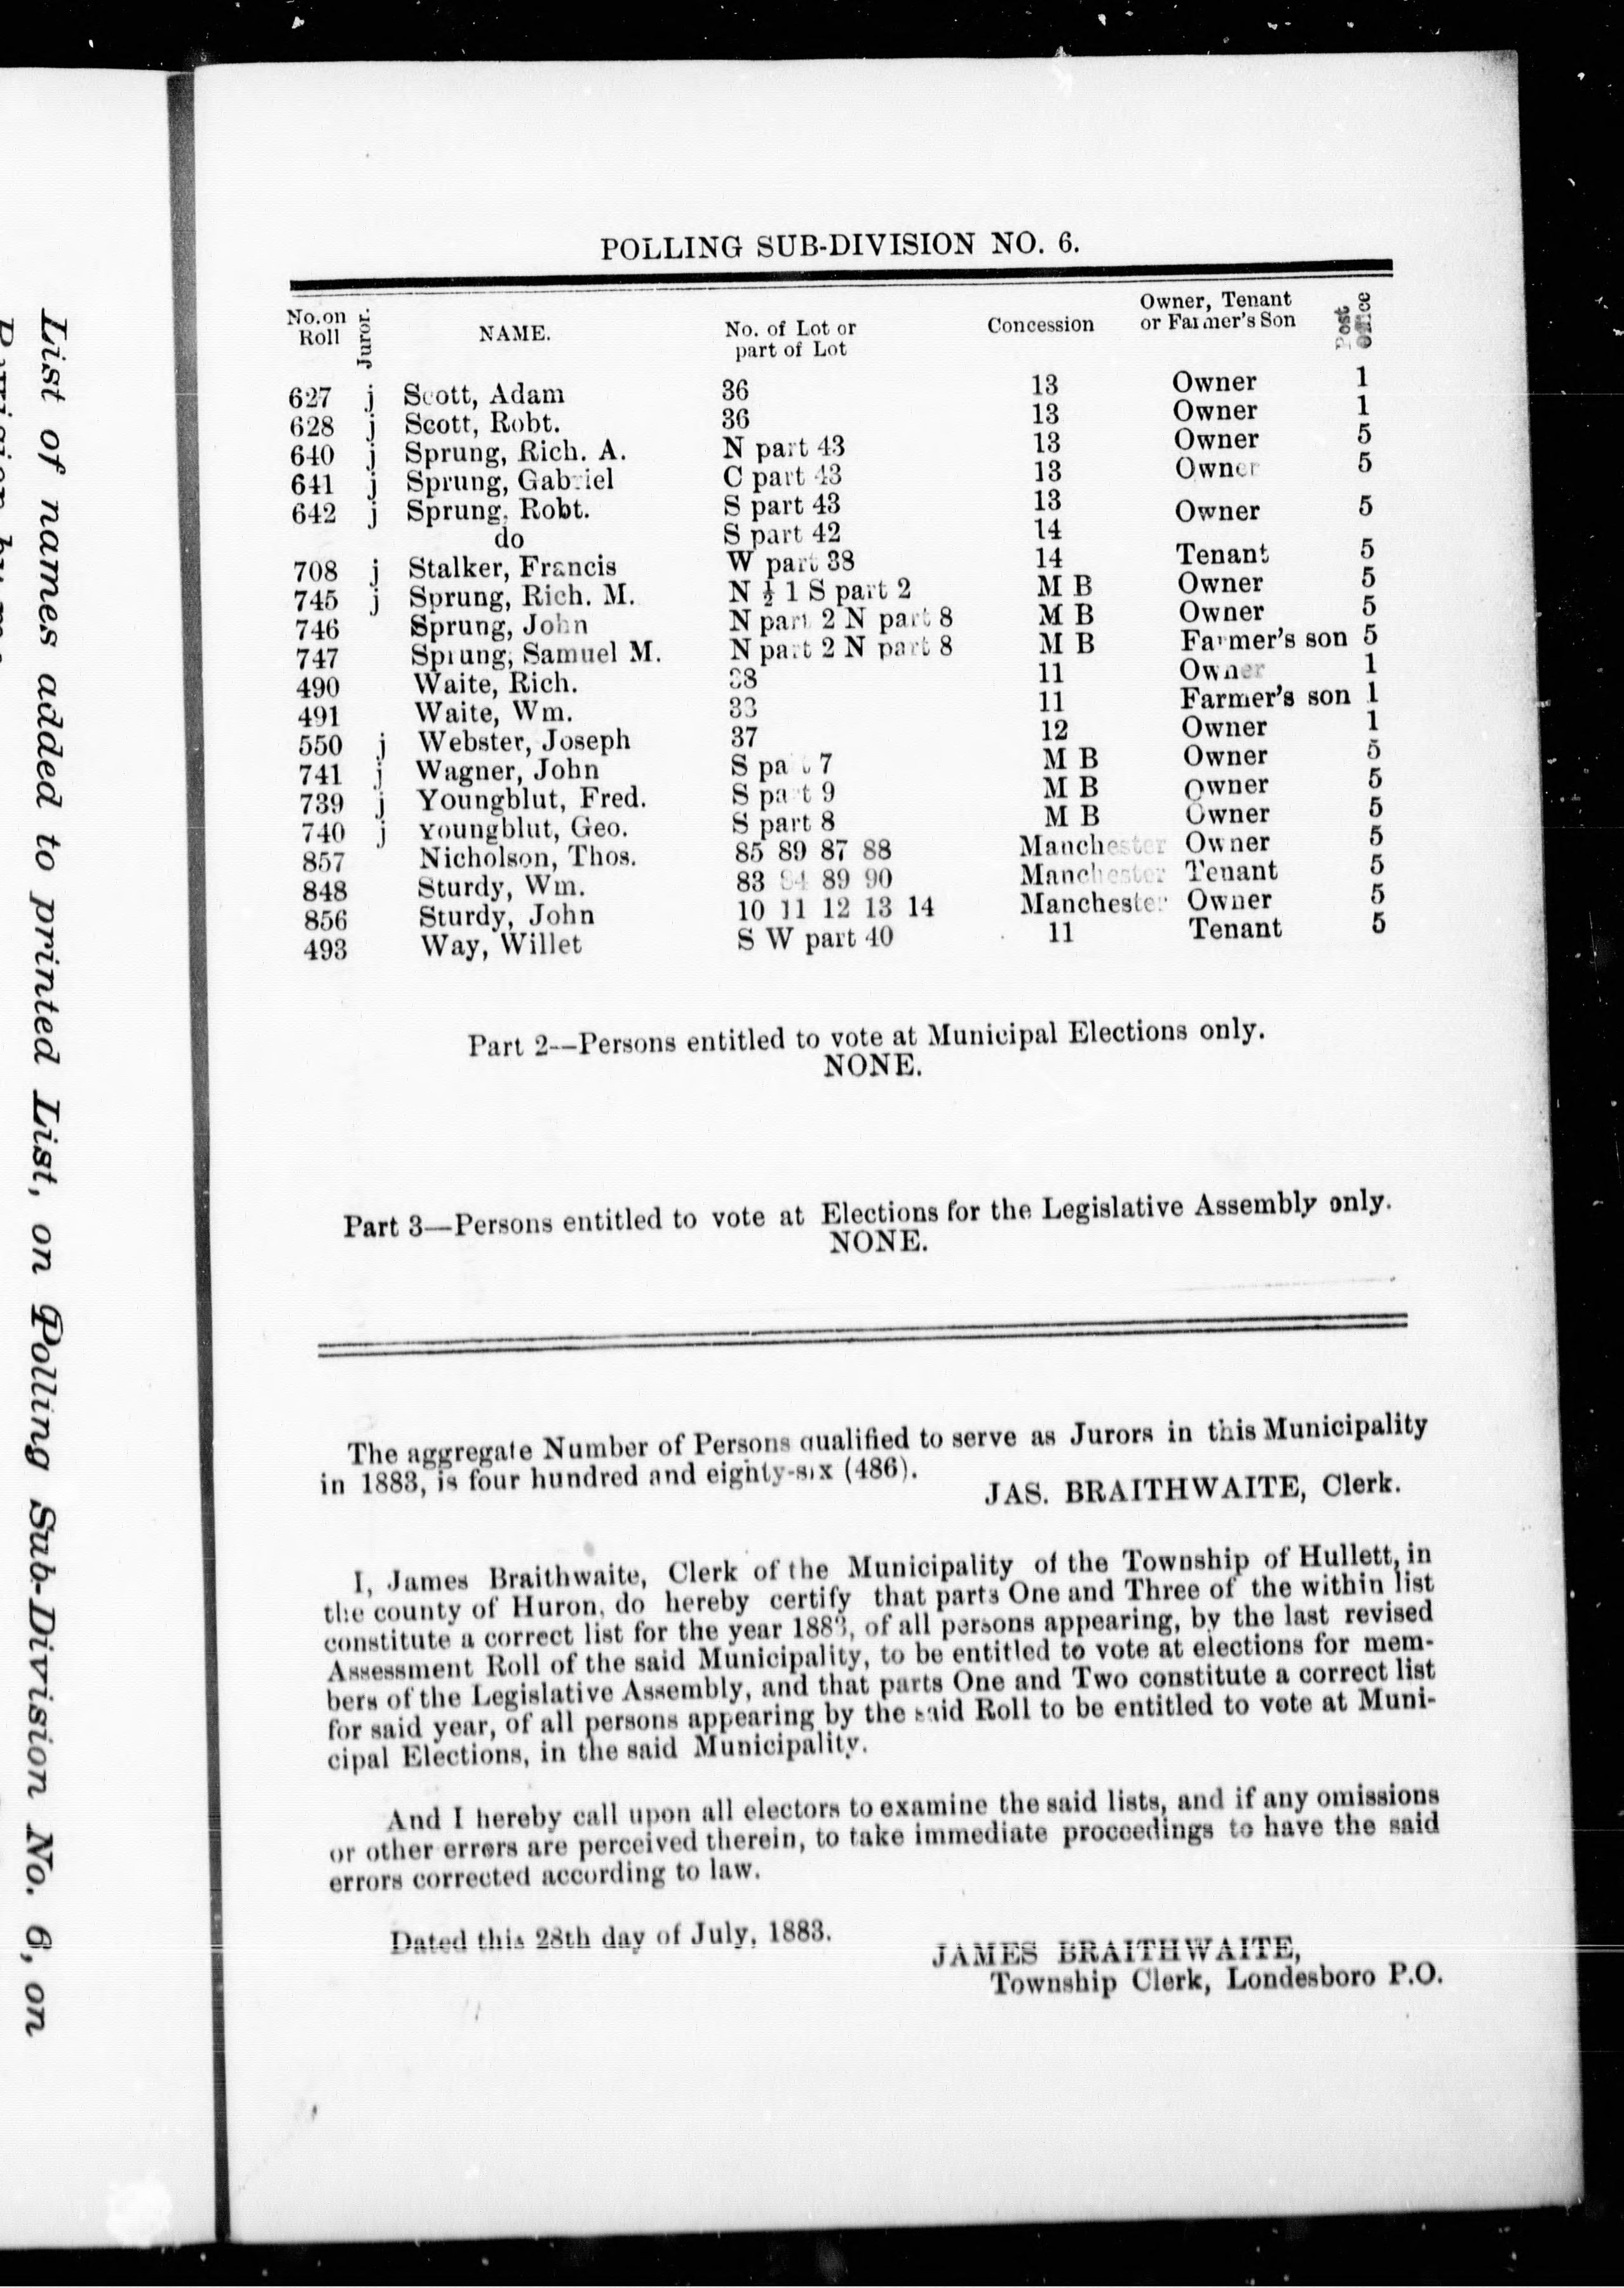 List of names added to printed List, on Polling Sub-Division No. 6, on
POLLING SUB-DIVISION NO. 6.
No. on Roll Juror. NAME. No. of Lot or part of Lot Concession Owner, Tenant or Farmer's Son Post Office
627 j Scott, Adam 36 13 Owner 1
628 j Scott, Robt. 36 13 Owner 1
640 j Sprung, Rich. A. N part 43 13 Owner 5
641 j Sprung, Gabriel C part 43 13 Owner 5
642 j Sprung, Robt. S part 43 13 Owner 5
do S part 42 14
708 j Stalker, Francis W part 38 14 Tenant 5
745 j Sprung, Rich. M. N ½ 1 S part 2 M B Owner 5
746 Sprung, John N part 2 N part 8 M B Owner 5
747 Sprung, Samuel M. N part 2 N part 8 M B Farmer's son 5
490 Waite, Rich. 11 Owner 1
491 Waite, Wm. 11 Farmer's son 1
550 j Webster, Joseph 37 12 Owner 1
741 j Wagner, John S part 7 M B Owner 5
739 j Youngblut, Fred. S part 9 M B Owner 5
740 j Youngblut, Geo. S part 8 M B Owner 5
857 Nicholson, Thos. 85 89 87 88 Manchester Owner 5
848 Sturdy, Wm. 83 84 89 90 Manchester Tenant 5
856 Sturdy, John 10 11 12 13 14 Manchester Owner 5
493 Way, Willet S W part 40 11 Tenant 5
Part 2—Persons entitled to vote at Municipal Elections only.
NONE.
Part 3—Persons entitled to vote at Elections for the Legislative Assembly only.
NONE.
The aggregate Number of Persons qualified to serve as Jurors in this Municipality
in 1883, is four hundred and eighty-six (486).
JAS. BRAITHWAITE, Clerk.
I, James Braithwaite, Clerk of the Municipality of the Township of Hullett, in
the county of Huron, do hereby certify that parts One and Three of the within list
constitute a correct list for the year 1883, of all persons appearing, by the last revised
Assessment Roll of the said Municipality, to be entitled to vote at elections for mem-
bers of the Legislative Assembly, and that parts One and Two constitute a correct list
for said year, of all persons appearing by the said Roll to be entitled to vote at Muni-
cipal Elections, in the said Municipality.
And I hereby call upon all electors to examine the said lists, and if any omissions
or other errors are perceived therein, to take immediate proceedings to have the said
errors corrected according to law.
Dated this 28th day of July, 1883.
JAMES BRAITHWAITE,
Township Clerk, Londesboro P.O.